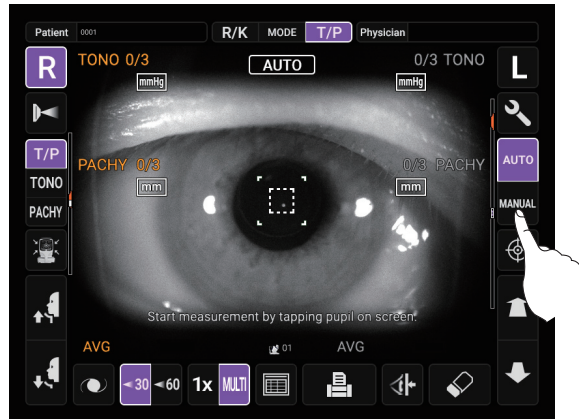 Patient 0001 R/K MODE T/P Physician
R TONO 0/3 AUTO 0/3 TONO L
mmHg mmHg
T/P AUTO
PACHY 0/3 0/3 PACHY
TONO mm mm
PACHY MANUAL
Start measurement by tapping pupil on screen.
AVG 01 AVG
30 60 1x MULTI